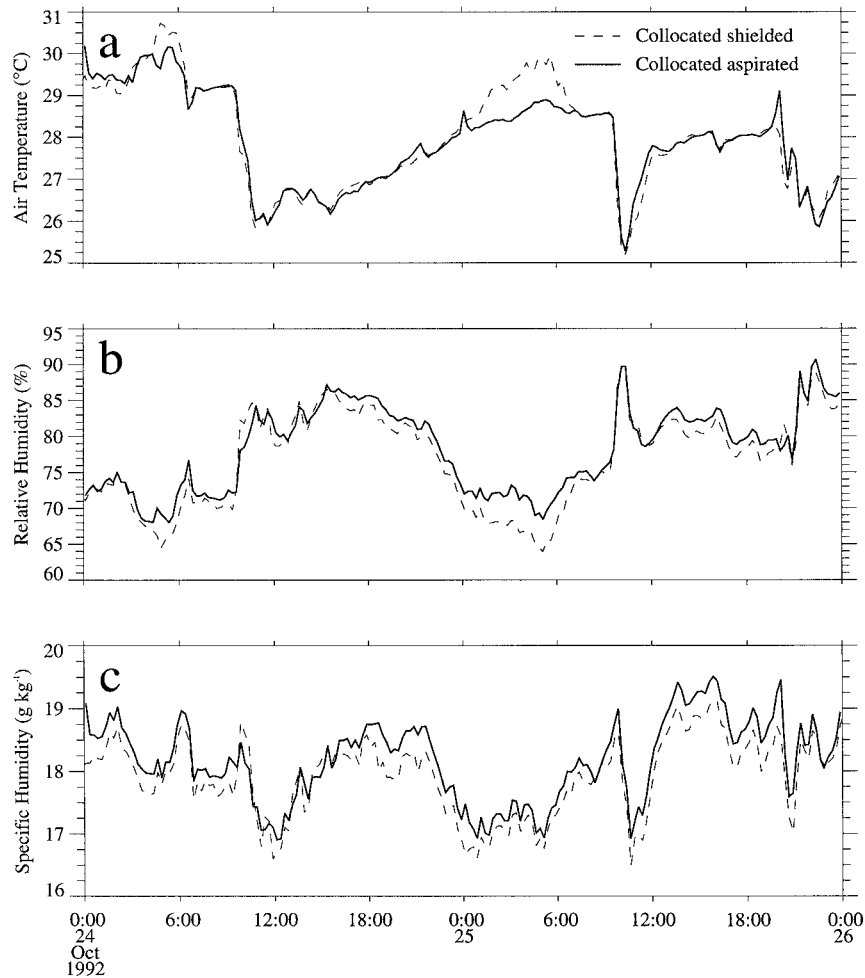 a
Collocated shielded
Collocated aspirated
Air Temperature (°C)
31
30
29
28
27
26
25
b
Relative Humidity (%)
95
90
85
80
75
70
65
60
c
Specific Humidity (g kg⁻¹)
20
19
18
17
16
0:00 6:00 12:00 18:00 0:00 6:00 12:00 18:00 0:00
24 25 26
Oct
1992